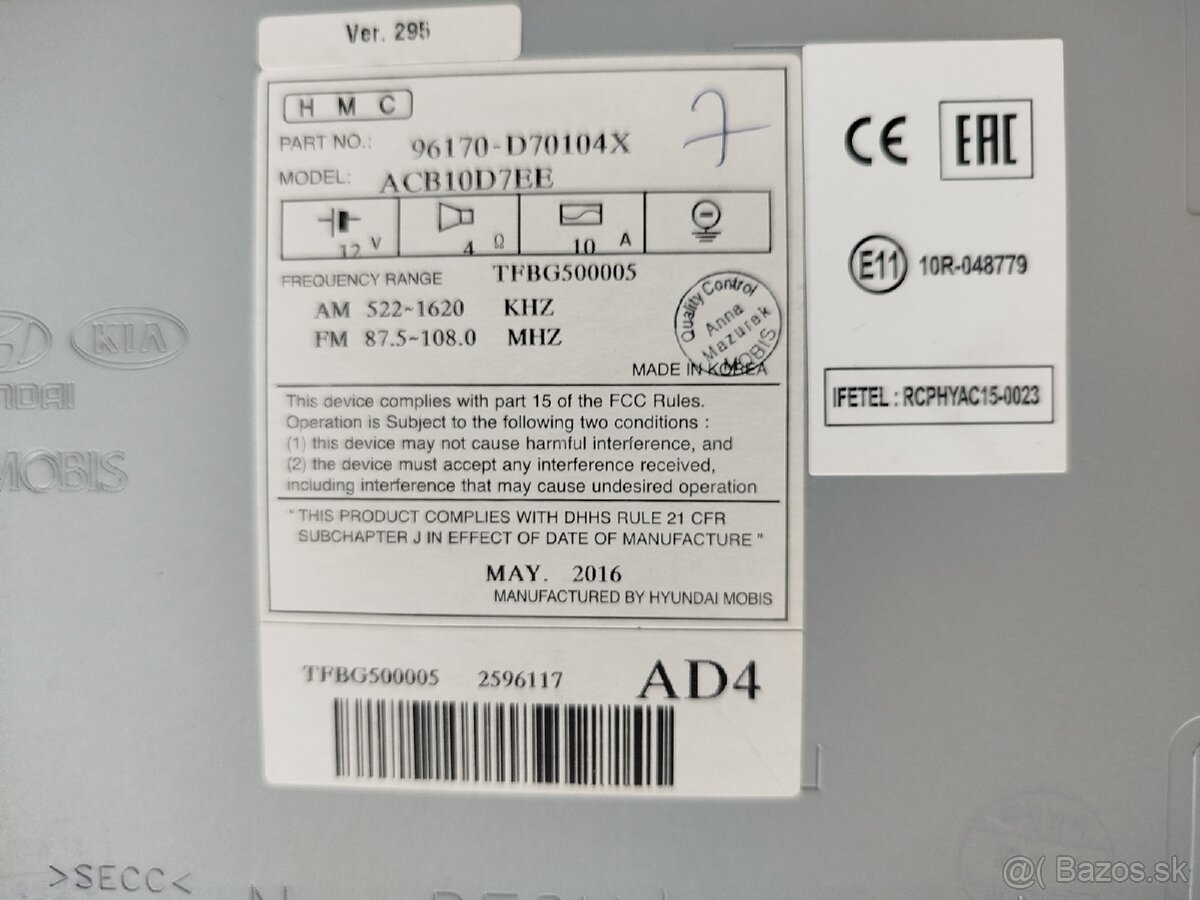 Ver. 295
H M C
7
PART NO.: 96170-D70104X
MODEL: ACB10D7EE
12 V
4 Ω
10 A
FREQUENCY RANGE TFBG500005
AM 522~1620 KHZ
FM 87.5~108.0 MHZ
Quality Control
Anna
Mazurek
MOBIS
MADE IN KOREA
This device complies with part 15 of the FCC Rules.
Operation is Subject to the following two conditions :
(1) this device may not cause harmful interference, and
(2) the device must accept any interference received,
including interference that may cause undesired operation
"THIS PRODUCT COMPLIES WITH DHHS RULE 21 CFR
SUBCHAPTER J IN EFFECT OF DATE OF MANUFACTURE "
MAY. 2016
MANUFACTURED BY HYUNDAI MOBIS
TFBG500005 2596117 AD4
CE EAC
E11 10R-048779
IFETEL : RCPHYAC15-0023
KIA
MOBIS
>SECC<
@( Bazos.sk